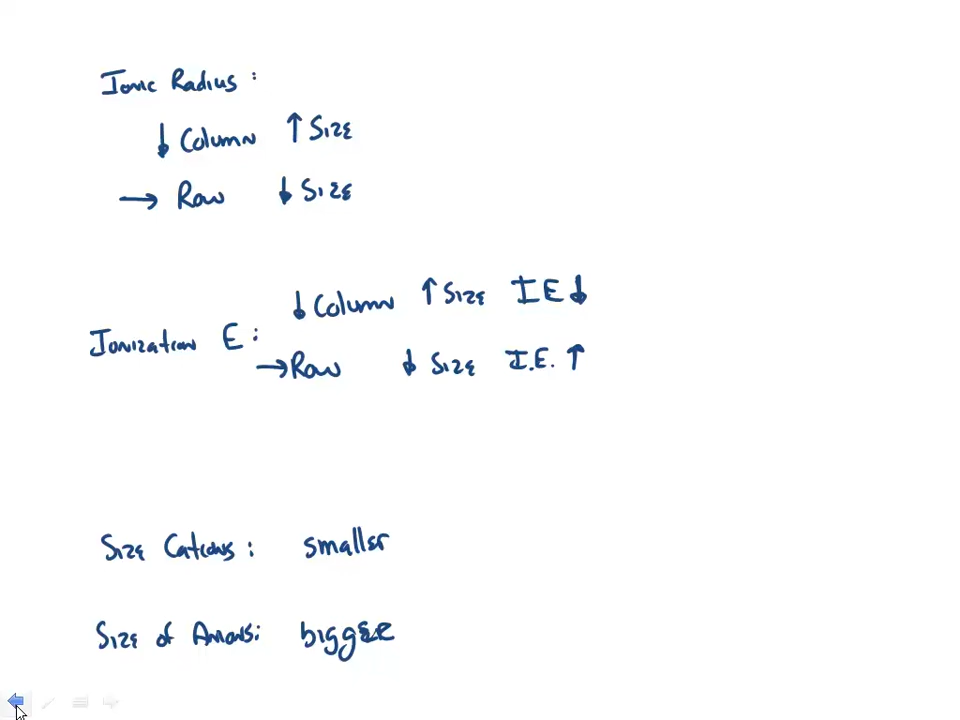 Ionic Radius:
↓ Column ↑ Size
→ Row ↓ Size
↓ Column ↑ Size IE ↓
Ionization E:
→ Row ↓ Size I.E. ↑
Size Cations: smaller
Size of Anions: bigger